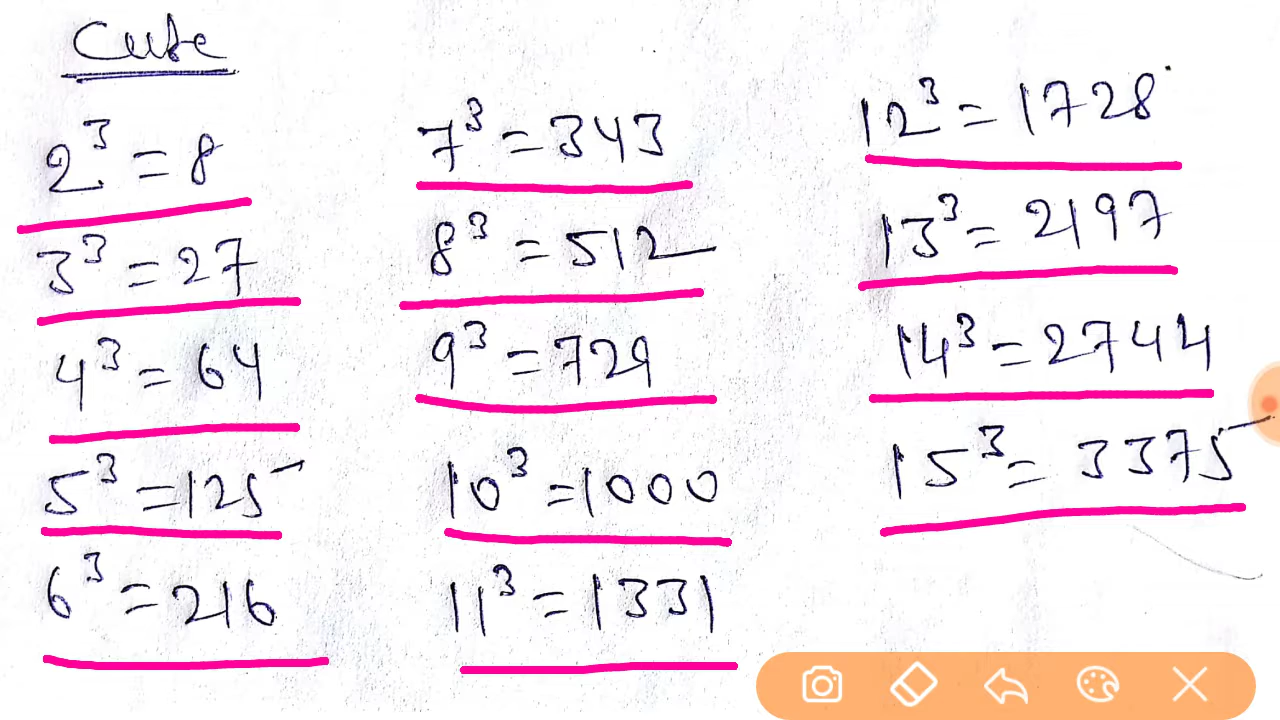 Cube
2³ = 8
3³ = 27
4³ = 64
5³ = 125
6³ = 216
7³ = 343
8³ = 512
9³ = 729
10³ = 1000
11³ = 1331
12³ = 1728
13³ = 2197
14³ = 2744
15³ = 3375